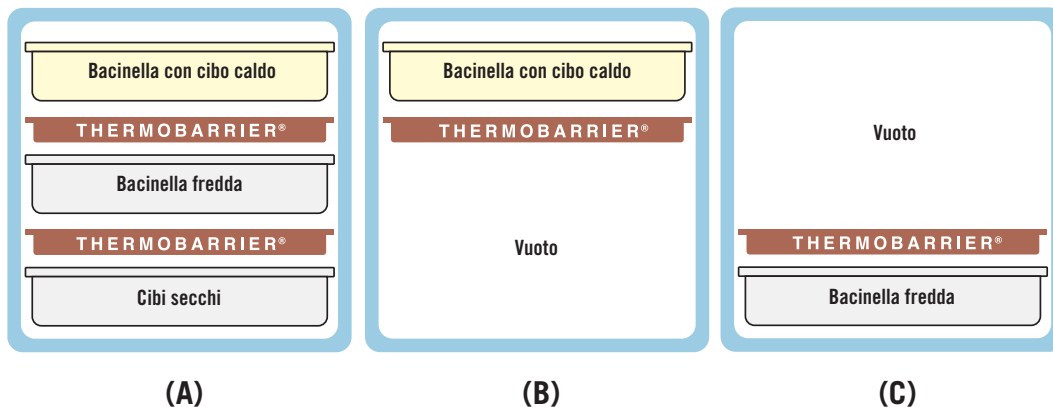 Bacinella con cibo caldo
THERMOBARRIER®
Bacinella fredda
THERMOBARRIER®
Cibi secchi
(A)
Bacinella con cibo caldo
THERMOBARRIER®
Vuoto
(B)
Vuoto
THERMOBARRIER®
Bacinella fredda
(C)